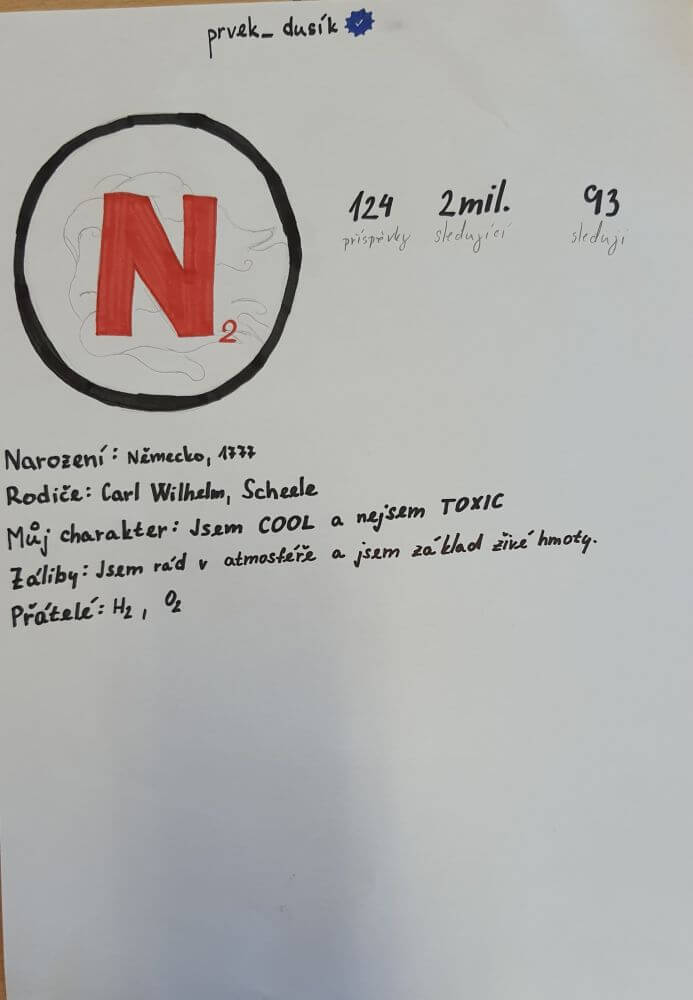 prvek_dusík
N2
124 2mil. 93
příspěvky sledující sleduji
Narození: Německo, 1777
Rodiče: Carl Wilhelm, Scheele
Můj charakter: Jsem COOL a nejsem TOXIC
Záliby: Jsem rád v atmosféře a jsem základ živé hmoty.
Přátelé: H2, O2